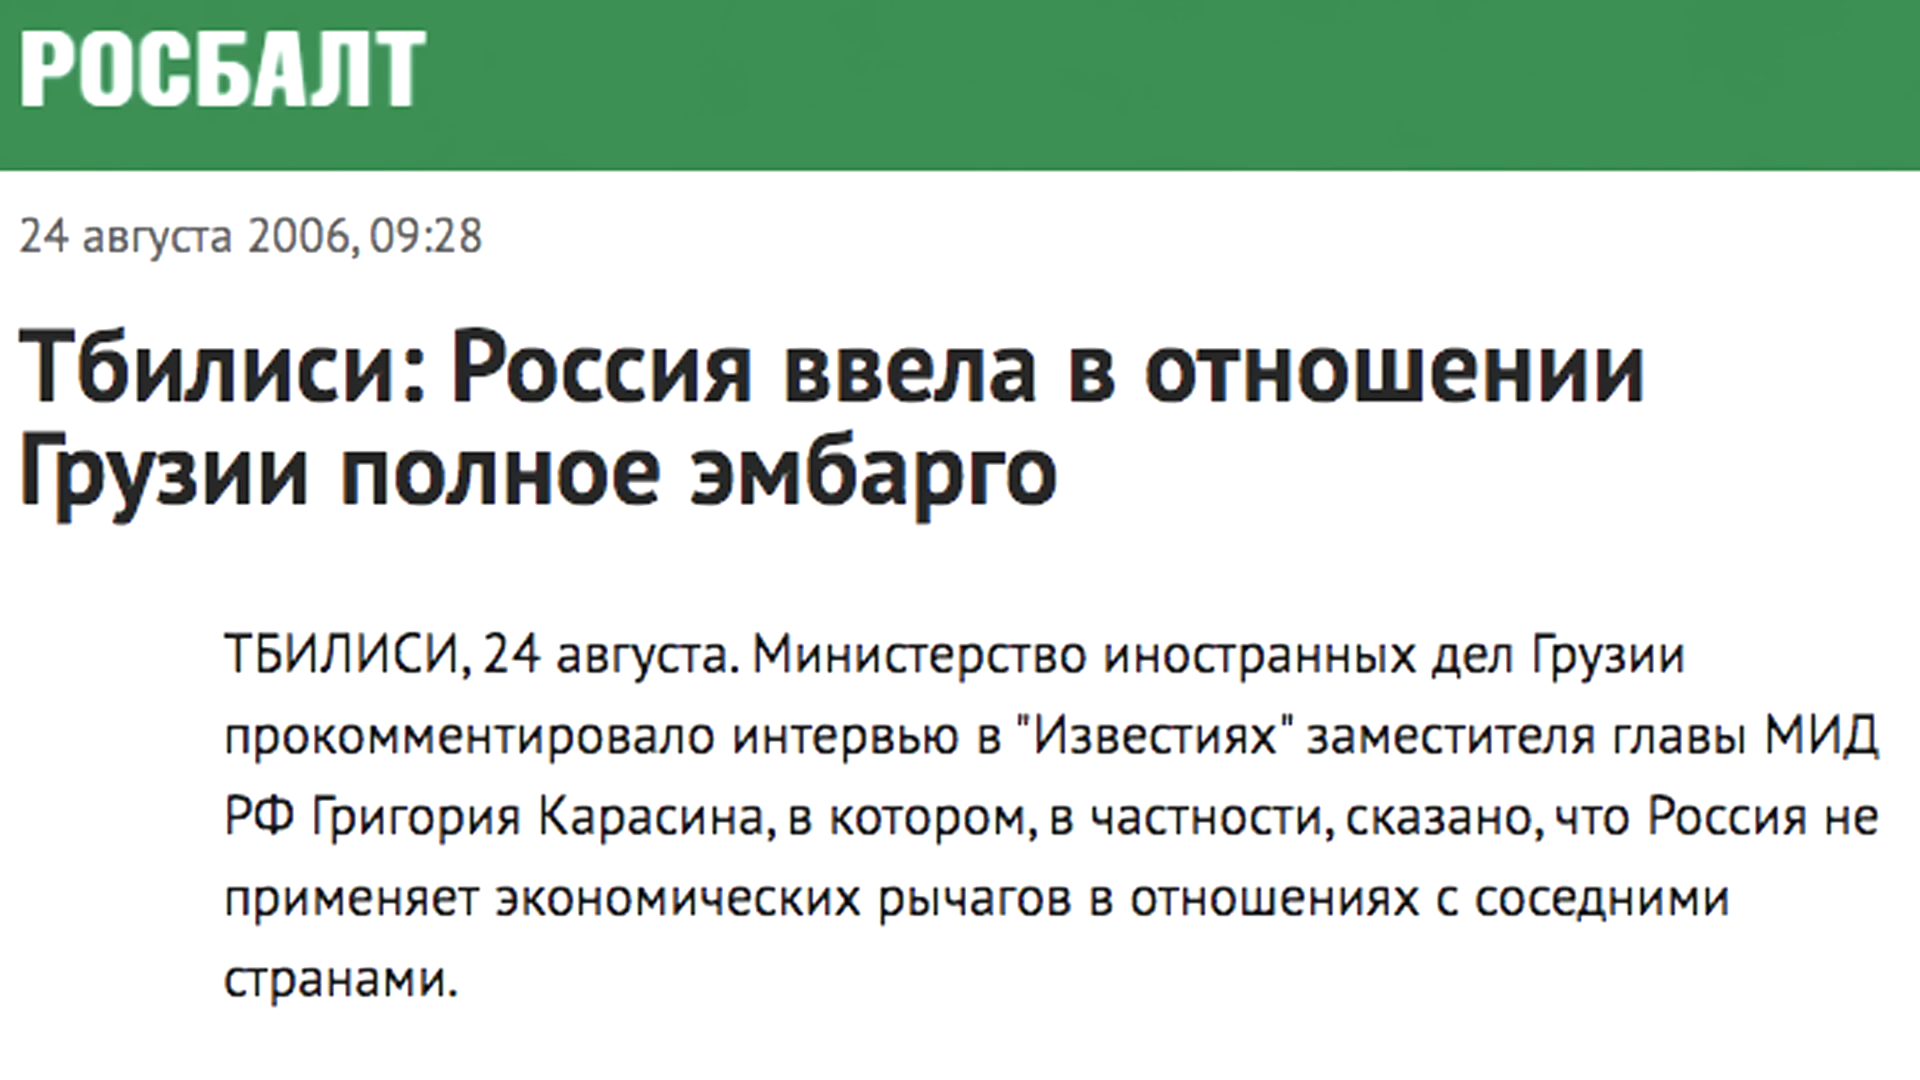 РОСБАЛТ
24 августа 2006, 09:28
Тбилиси: Россия ввела в отношении
Грузии полное эмбарго
ТБИЛИСИ, 24 августа. Министерство иностранных дел Грузии
прокомментировало интервью в "Известиях" заместителя главы МИД
РФ Григория Карасина, в котором, в частности, сказано, что Россия не
применяет экономических рычагов в отношениях с соседними
странами.